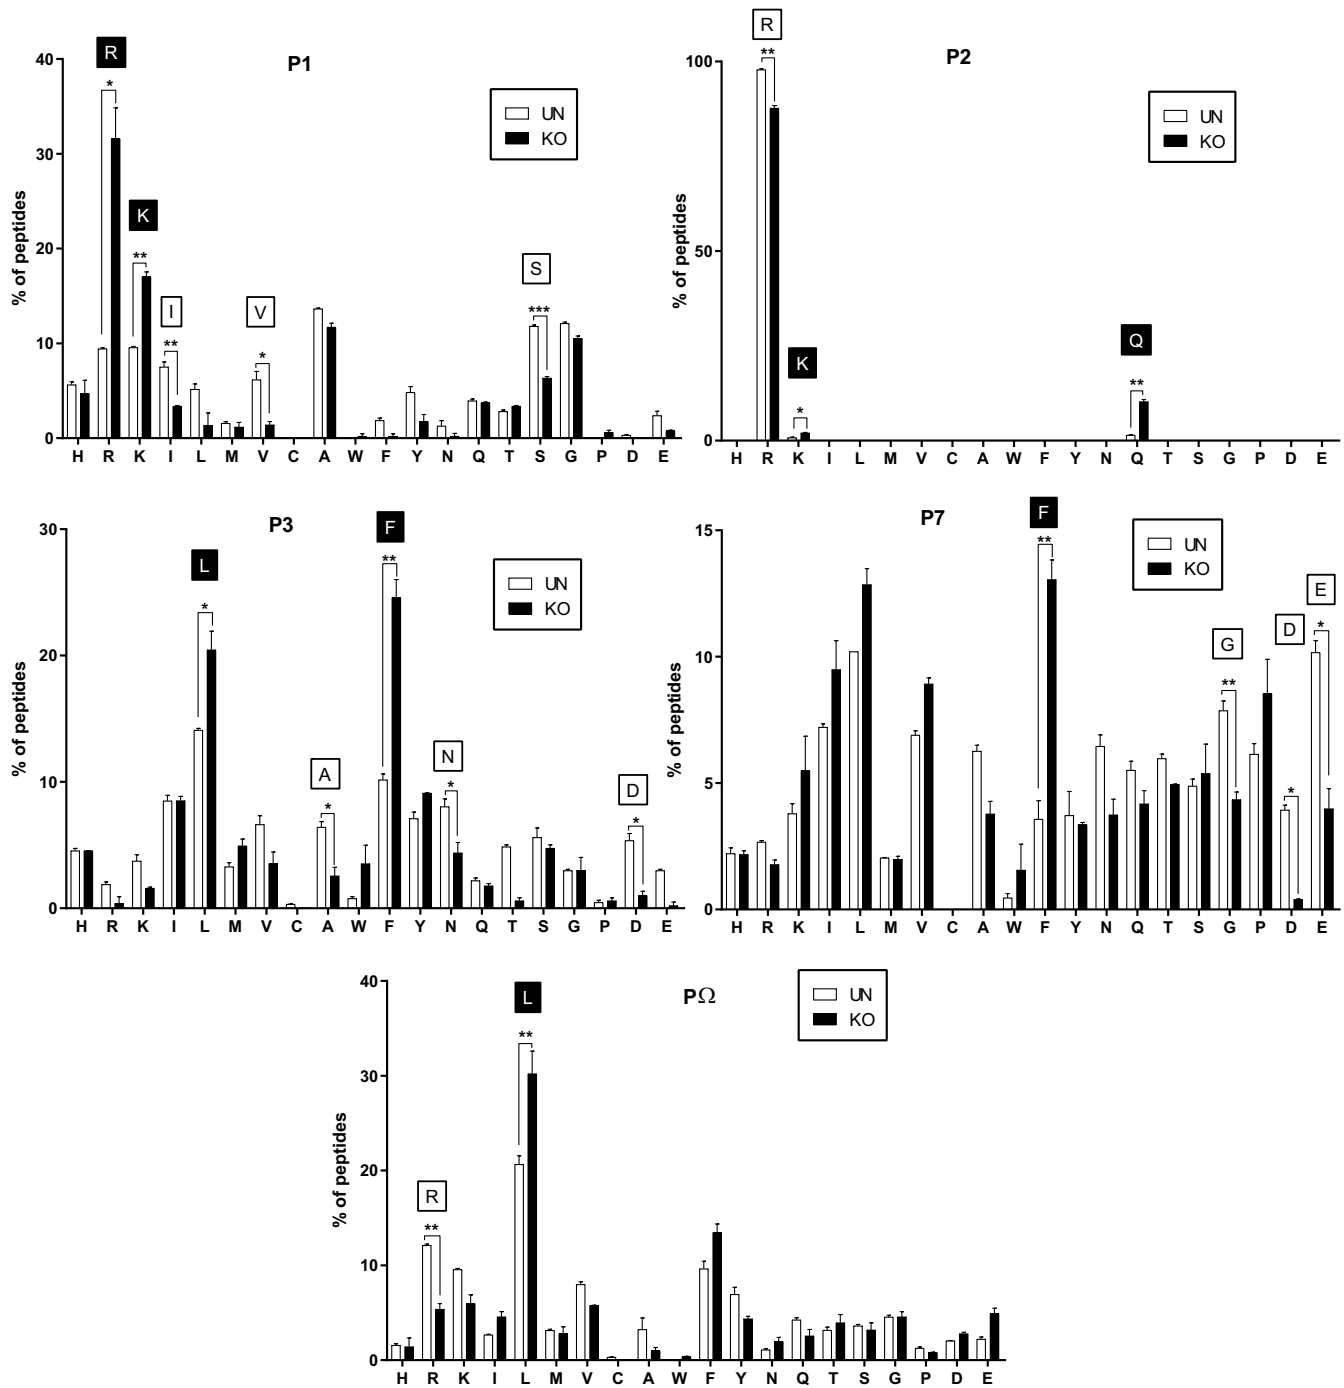 R
P1
40
*
UN
KO
30
K
% of peptides
20
**
S
I
V
***
**
*
10
0
H R K I L M V C A W F Y N Q T S G P D E
R
P2
**
100
UN
KO
% of peptides
50
Q
K
**
*
0
H R K I L M V C A W F Y N Q T S G P D E
P3
F
30
**
L
UN
KO
*
20
% of peptides
N
A
D
*
*
*
10
0
H R K I L M V C A W F Y N Q T S G P D E
F
P7
15
**
UN
KO
E
D
*
G
10
**
% of peptides
*
5
0
H R K I L M V C A W F Y N Q T S G P D E
L
PΩ
40
UN
KO
**
30
% of peptides
20
R
**
10
0
H R K I L M V C A W F Y N Q T S G P D E